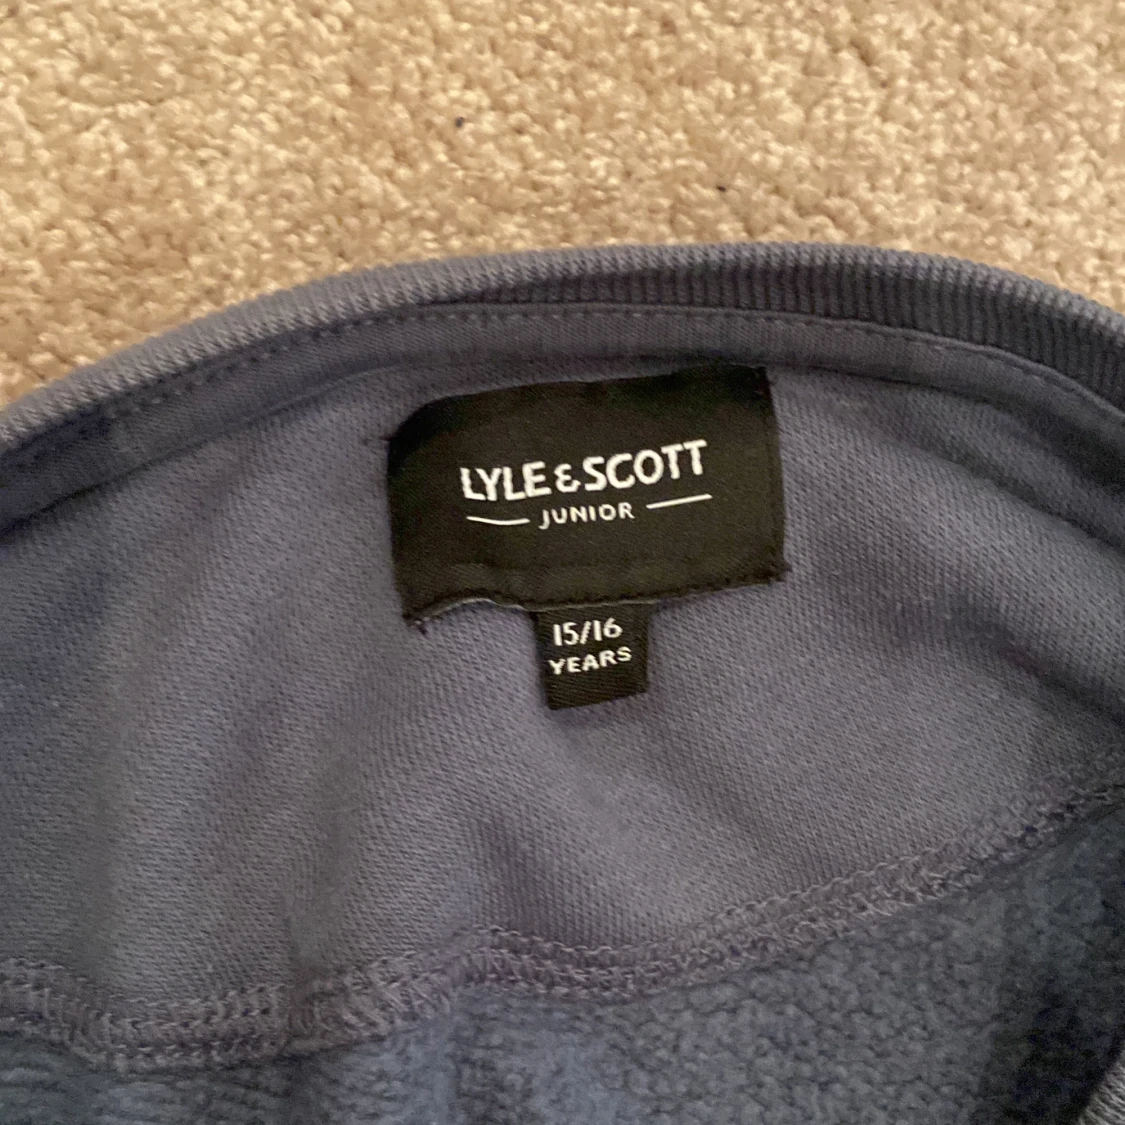 LYLE & SCOTT
JUNIOR
15/16
YEARS